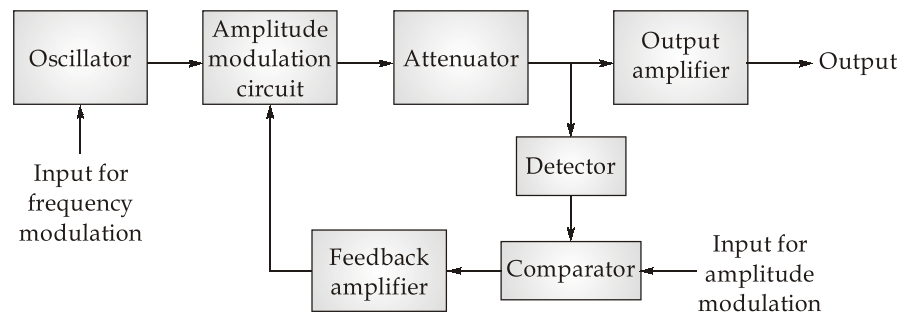 Oscillator
Amplitude
modulation
circuit
Attenuator
Output
amplifier
Output
Input for
frequency
modulation
Detector
Feedback
amplifier
Comparator
Input for
amplitude
modulation